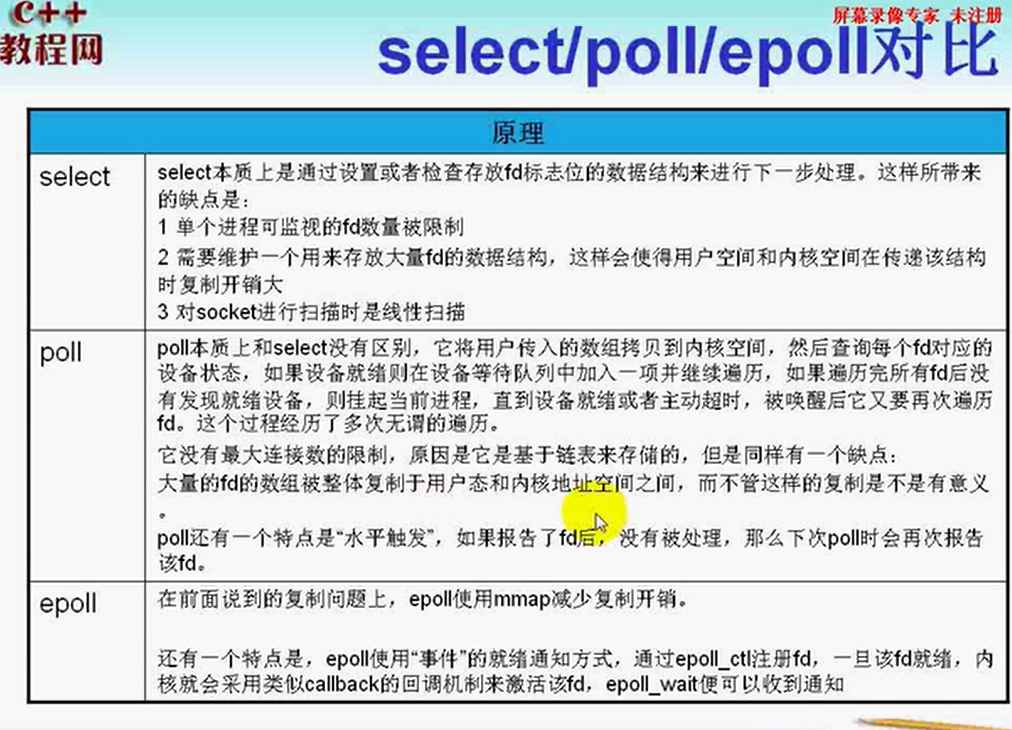 C++
教程网
屏幕录像专家 未注册
select/poll/epoll对比
原理
select
select本质上是通过设置或者检查存放fd标志位的数据结构来进行下一步处理。这样所带来
的缺点是：
1 单个进程可监视的fd数量被限制
2 需要维护一个用来存放大量fd的数据结构，这样会使得用户空间和内核空间在传递该结构
时复制开销大
3 对socket进行扫描时是线性扫描
poll
poll本质上和select没有区别，它将用户传入的数组拷贝到内核空间，然后查询每个fd对应的
设备状态，如果设备就绪则在设备等待队列中加入一项并继续遍历，如果遍历完所有fd后没
有发现就绪设备，则挂起当前进程，直到设备就绪或者主动超时，被唤醒后它又要再次遍历
fd。这个过程经历了多次无谓的遍历。
它没有最大连接数的限制，原因是它是基于链表来存储的，但是同样有一个缺点：
大量的fd的数组被整体复制于用户态和内核地址空间之间，而不管这样的复制是不是有意义
。
poll还有一个特点是“水平触发”，如果报告了fd后，没有被处理，那么下次poll时会再次报告
该fd。
epoll
在前面说到的复制问题上，epoll使用mmap减少复制开销。
还有一个特点是，epoll使用“事件”的就绪通知方式，通过epoll_ctl注册fd，一旦该fd就绪，内
核就会采用类似callback的回调机制来激活该fd，epoll_wait便可以收到通知